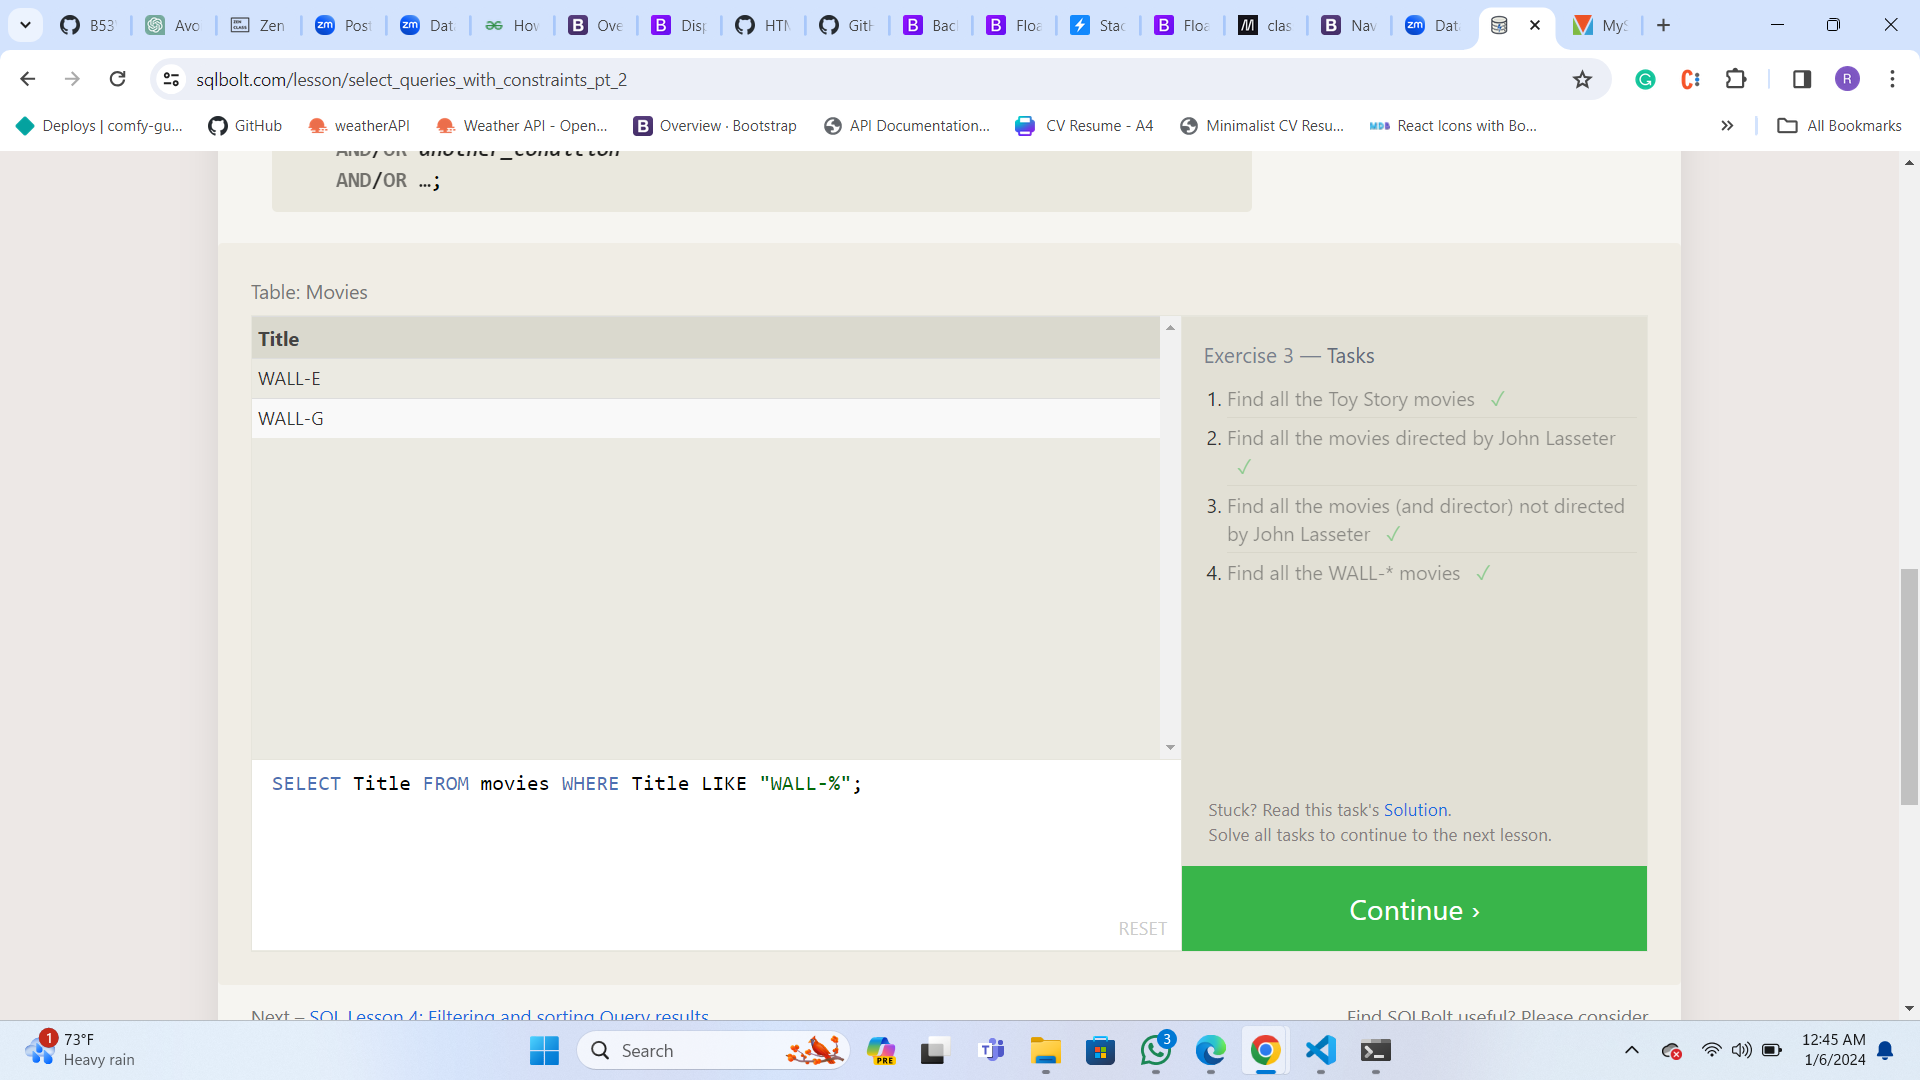 B53
Avo
Zen
Post
Data
How
Ove
Disp
HTM
GitH
Bac
Floa
Stac
Floa
clas
Nav
Dat
MyS
sqlbolt.com/lesson/select_queries_with_constraints_pt_2
R
Deploys | comfy-gu...
GitHub
weatherAPI
Weather API - Open...
Overview · Bootstrap
API Documentation...
CV Resume - A4
Minimalist CV Resu...
React Icons with Bo...
All Bookmarks
AND/OR another_condition
AND/OR …;
Table: Movies
Title
WALL-E
WALL-G
Exercise 3 — Tasks
1. Find all the Toy Story movies ✓
2. Find all the movies directed by John Lasseter
✓
3. Find all the movies (and director) not directed
by John Lasseter ✓
4. Find all the WALL-* movies ✓
SELECT Title FROM movies WHERE Title LIKE "WALL-%";
RESET
Stuck? Read this task's Solution.
Solve all tasks to continue to the next lesson.
Continue ›
Next – SQL Lesson 4: Filtering and sorting Query results
Find SQLBolt useful? Please consider
1
73°F
Heavy rain
Search
PRE
3
12:45 AM
1/6/2024